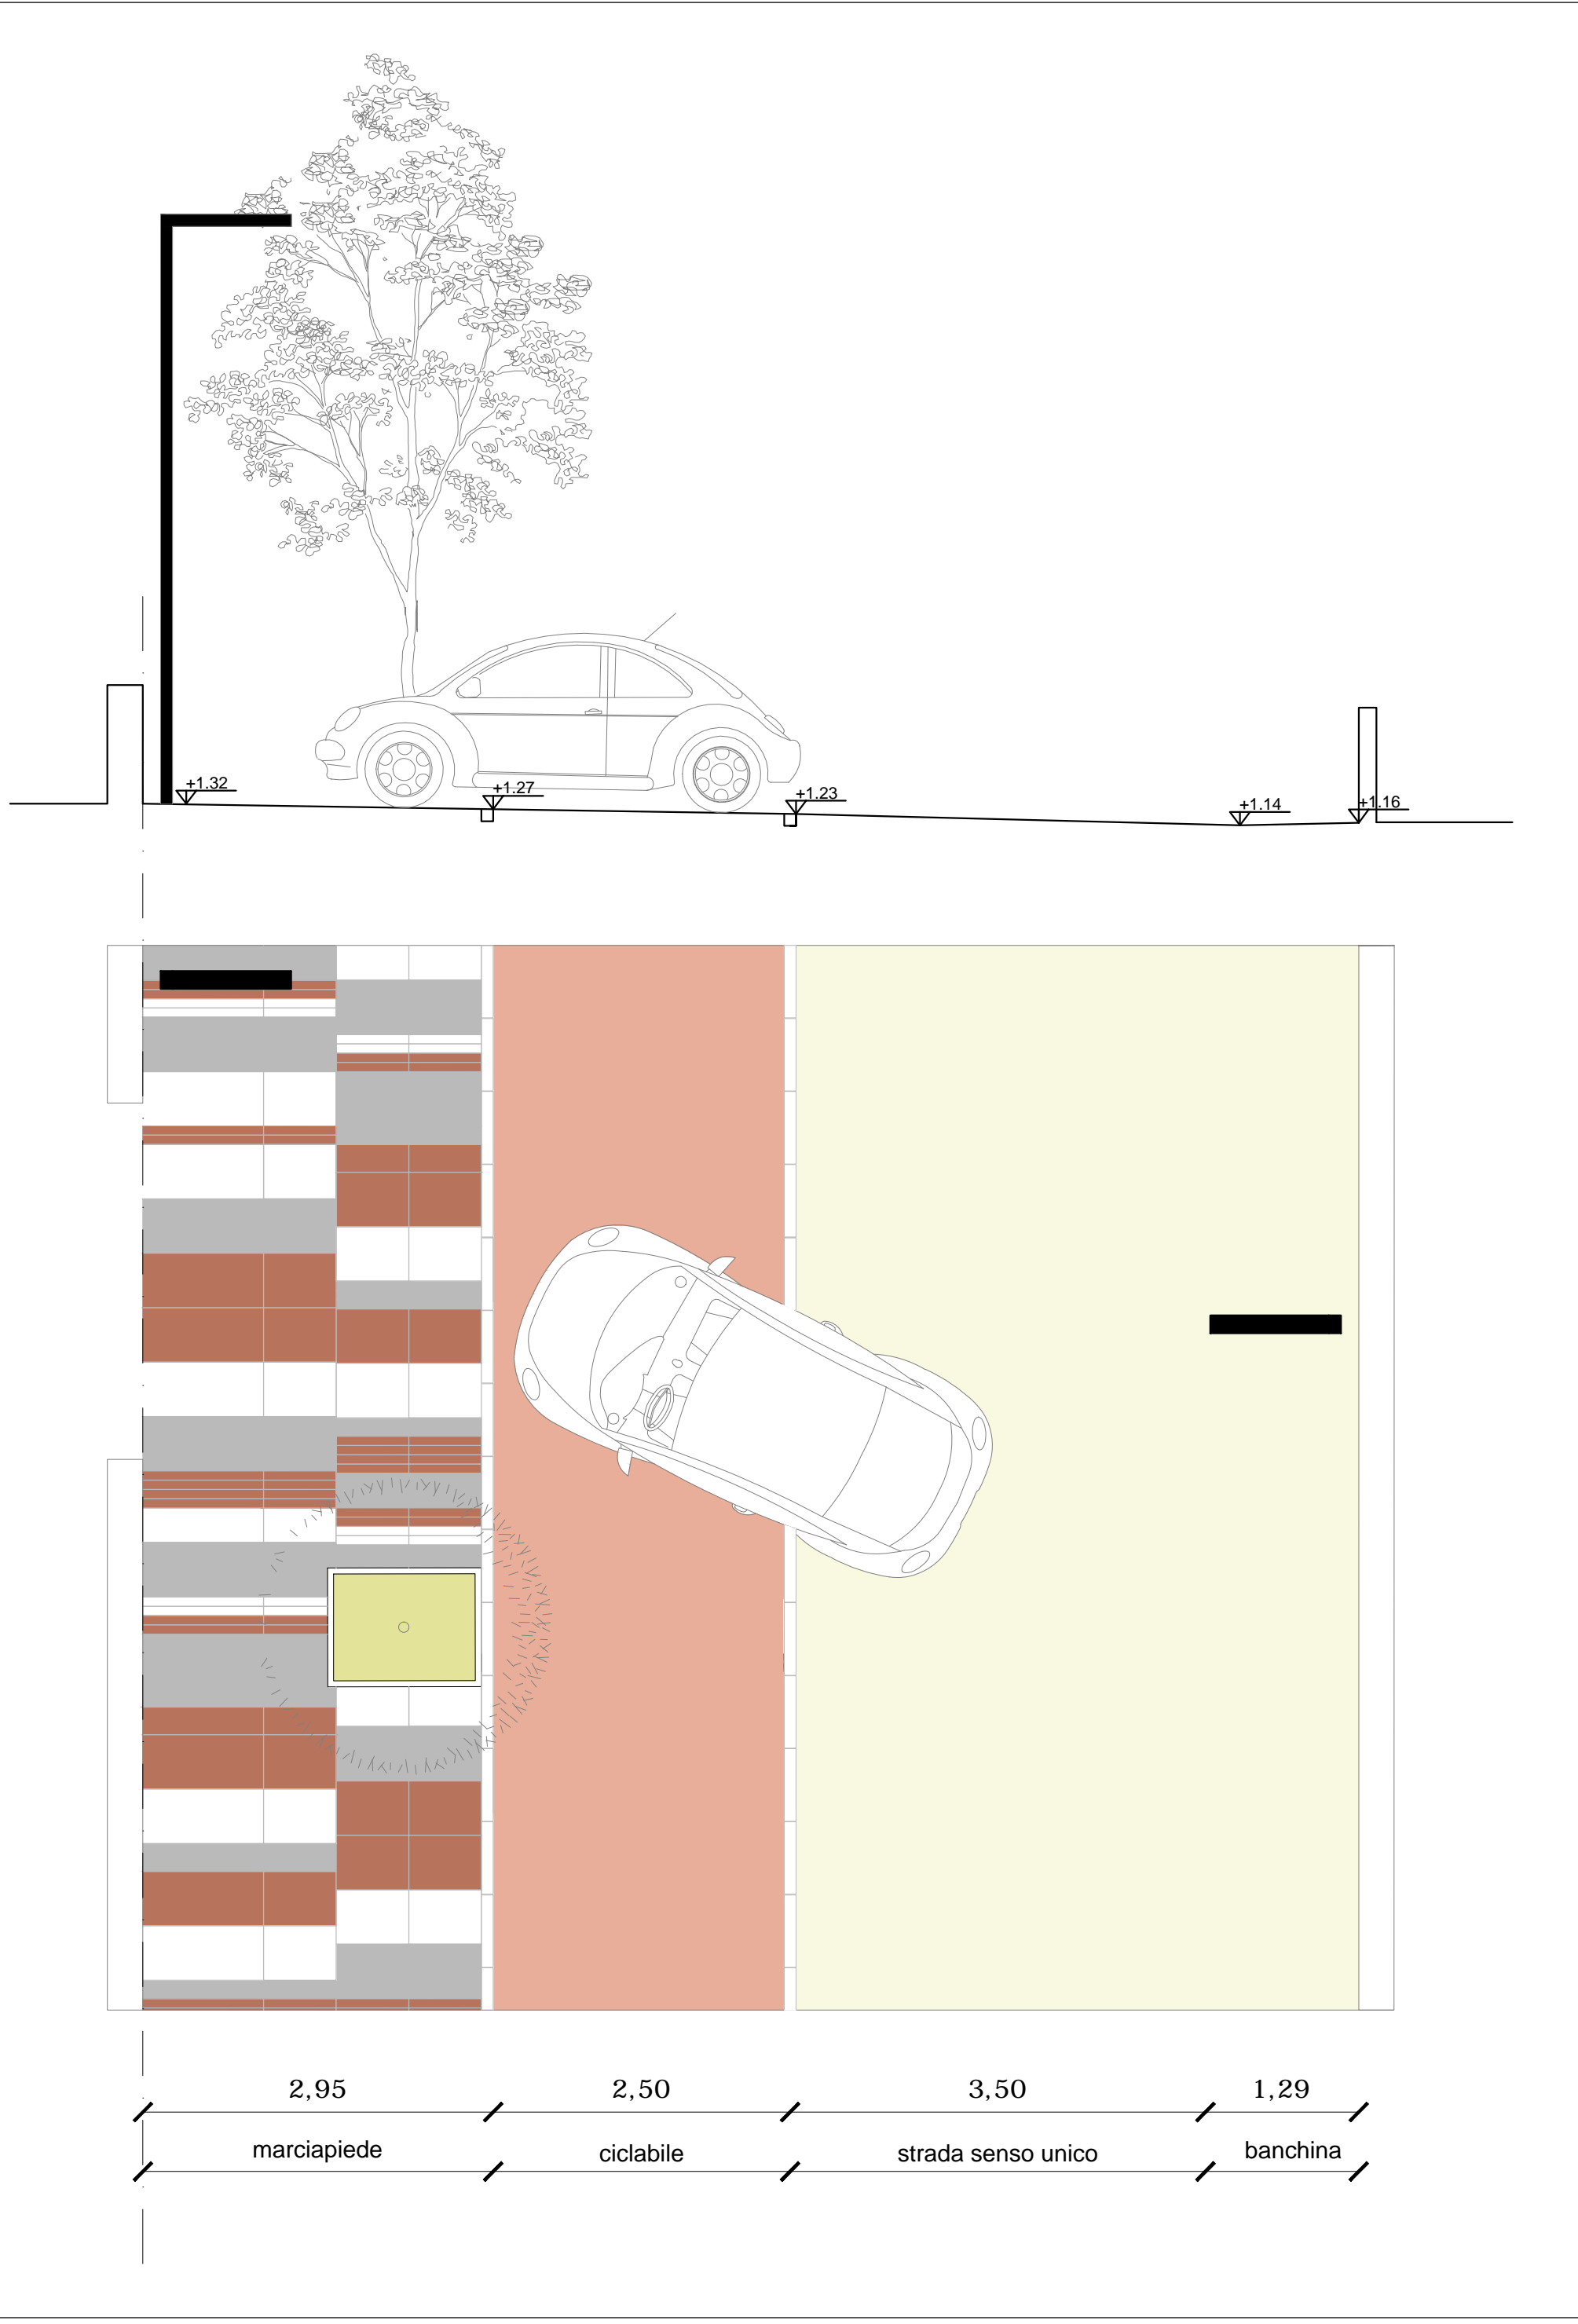 +1.32
+1.27
+1.23
+1.14
+1.16
2,95 2,50 3,50 1,29
marciapiede ciclabile strada senso unico banchina